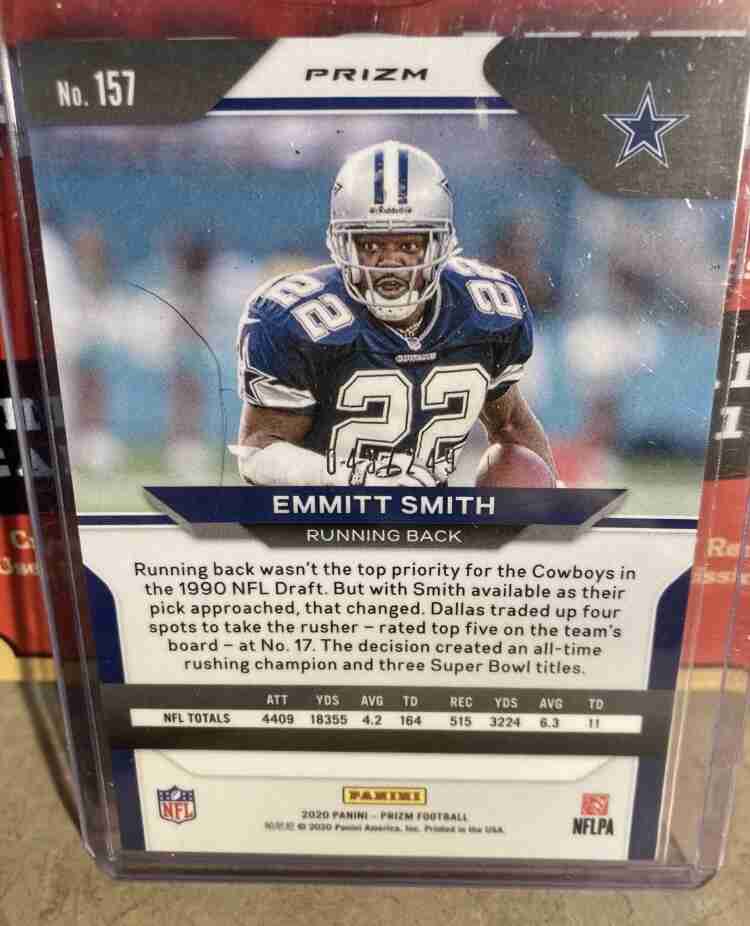 No. 157
PRIZM
Riddell
22
22
COWBOYS
22
EMMITT SMITH
RUNNING BACK
Running back wasn't the top priority for the Cowboys in
the 1990 NFL Draft. But with Smith available as their
pick approached, that changed. Dallas traded up four
spots to take the rusher – rated top five on the team's
board – at No. 17. The decision created an all-time
rushing champion and three Super Bowl titles.
ATT YDS AVG TD REC YDS AVG TD
NFL TOTALS 4409 18355 4.2 164 515 3224 6.3 11
NFL
PANINI
2020 PANINI – PRIZM FOOTBALL
© 2020 Panini America, Inc. Printed in the USA.
NFLPA